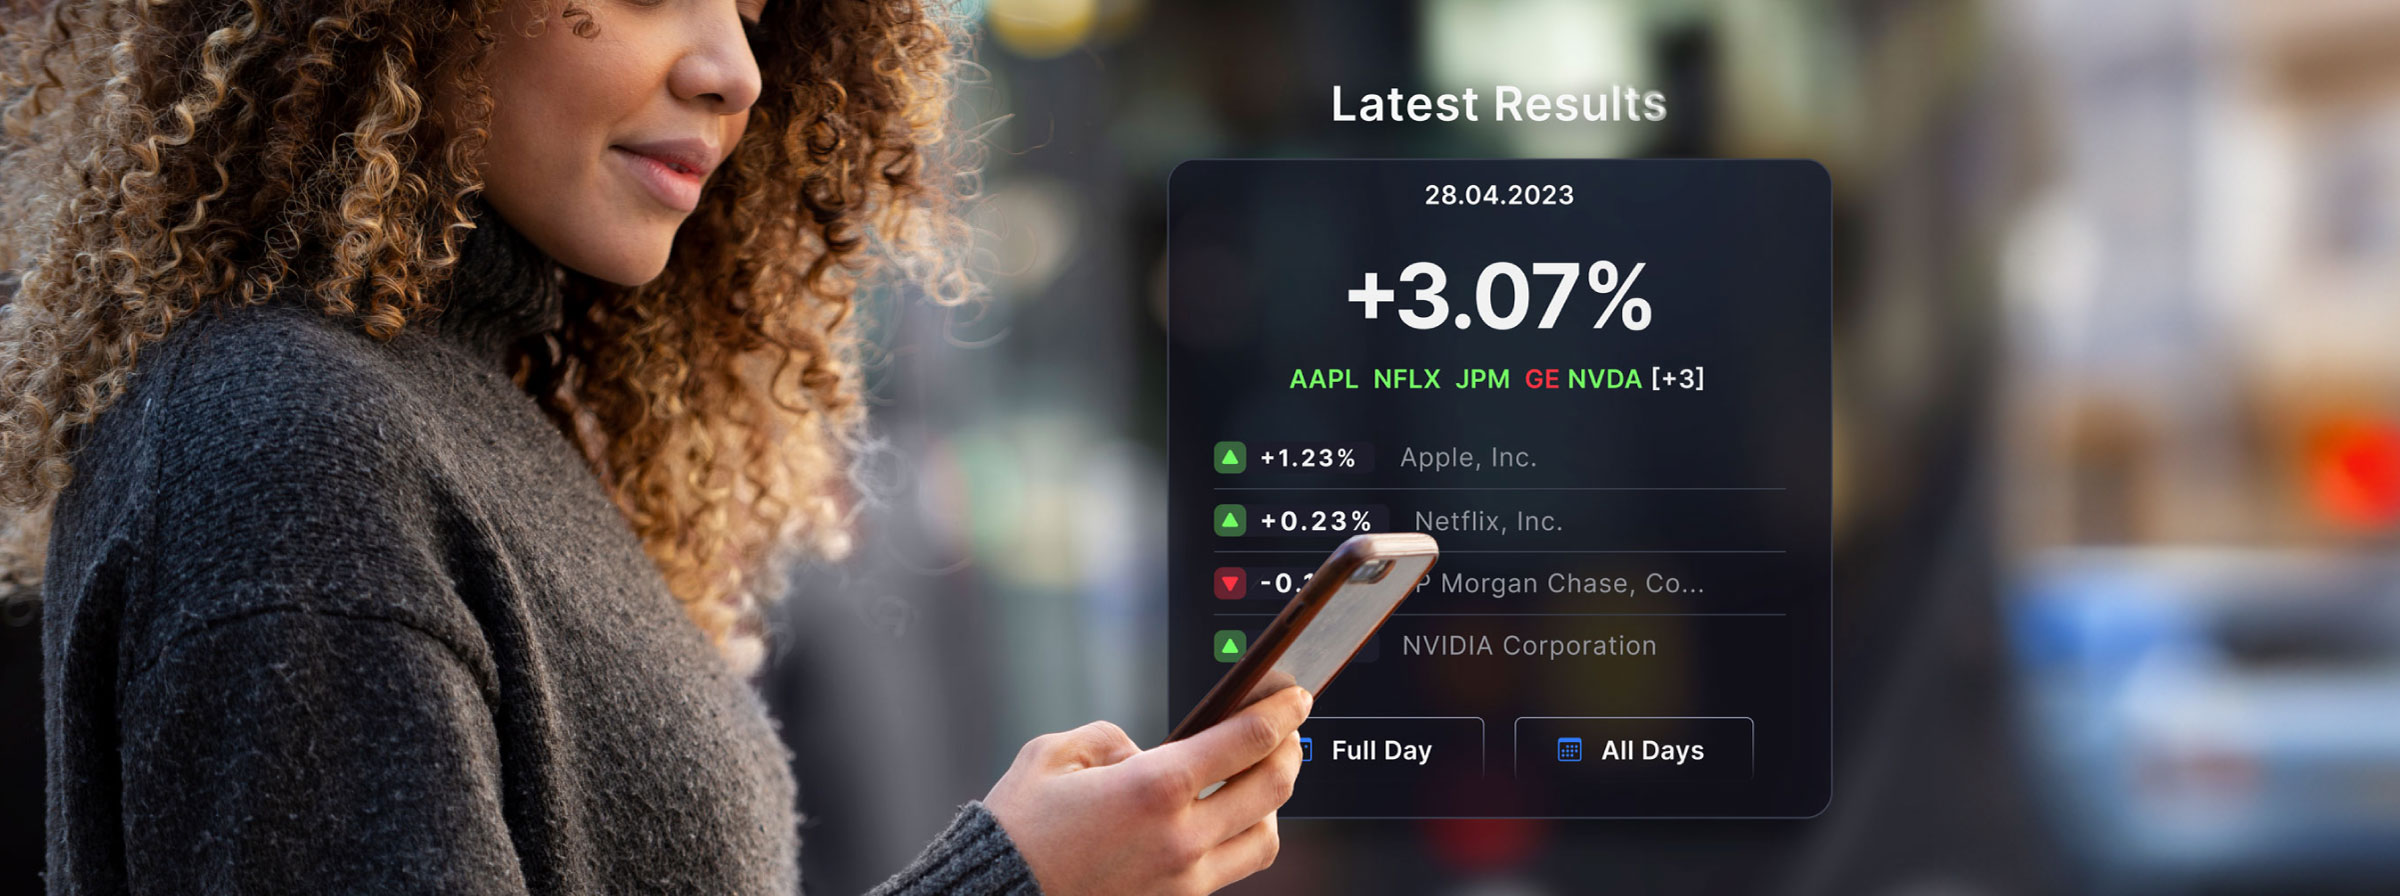 Latest Results
28.04.2023
+3.07%
AAPL NFLX JPM GE NVDA [+3]
+1.23% Apple, Inc.
+0.23% Netflix, Inc.
-0. P Morgan Chase, Co...
NVIDIA Corporation
Full Day All Days